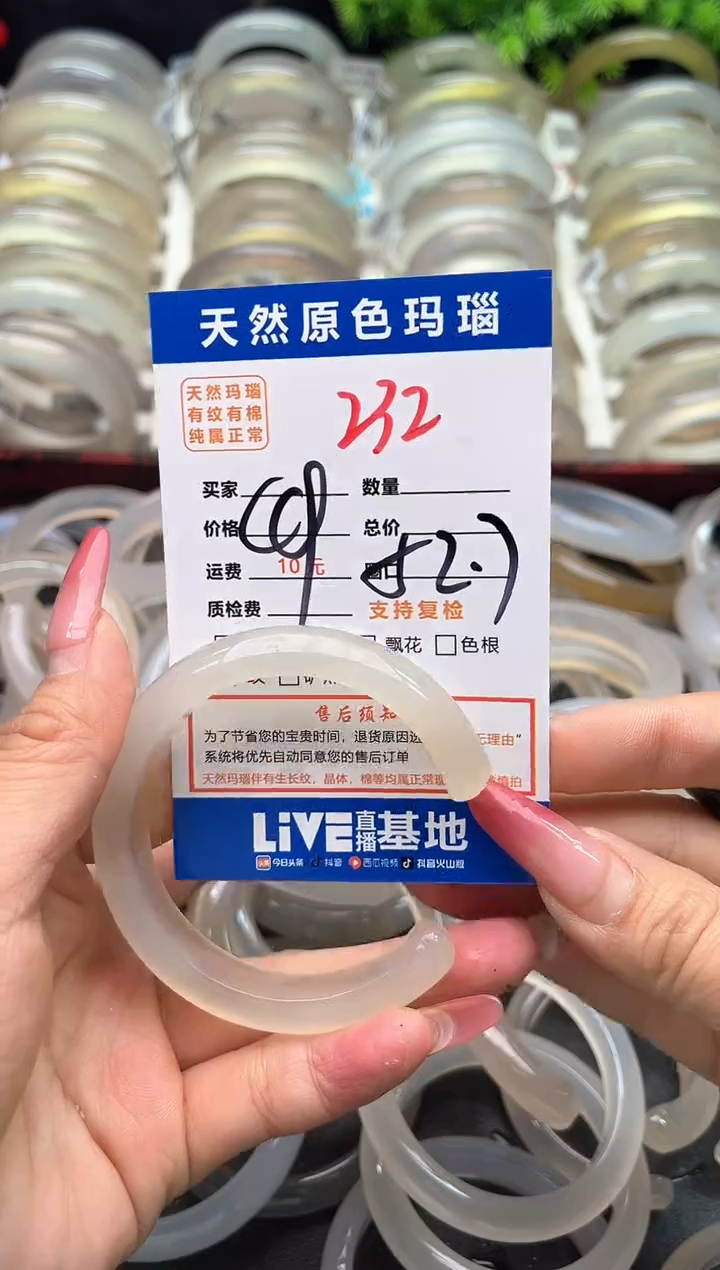 天然原色玛瑙
天然玛瑙
有纹有棉
纯属正常
232
买家 数量
价格 总价
运费 10元
质检费 支持复检
飘花 色根
售后须知
为了节省您的宝贵时间，退货原因选 无理由”
系统将优先自动同意您的售后订单
天然玛瑙伴有生长纹，晶体，棉等均属正常现 慎拍
LiVE直播基地
今日头条 抖音 西瓜视频 抖音火山版